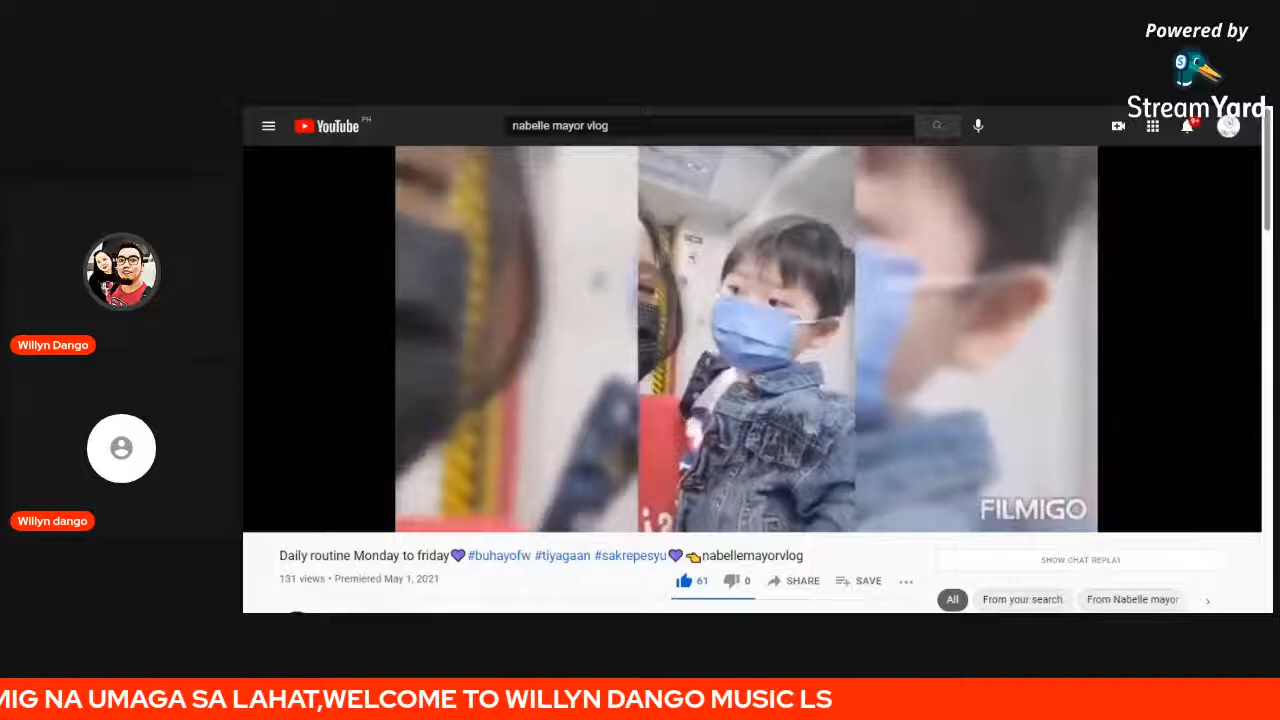 Powered by
StreamYard
YouTube PH
nabelle mayor vlog
9+
Willyn Dango
Willyn dango
FILMIGO
Daily routine Monday to friday💜#buhayofw #tiyagaan #sakrepesyu💜👉nabellemayorvlog
131 views • Premiered May 1, 2021
61
0
SHARE
SAVE
SHOW CHAT REPLAY
All
From your search
From Nabelle mayor
MIG NA UMAGA SA LAHAT,WELCOME TO WILLYN DANGO MUSIC LS